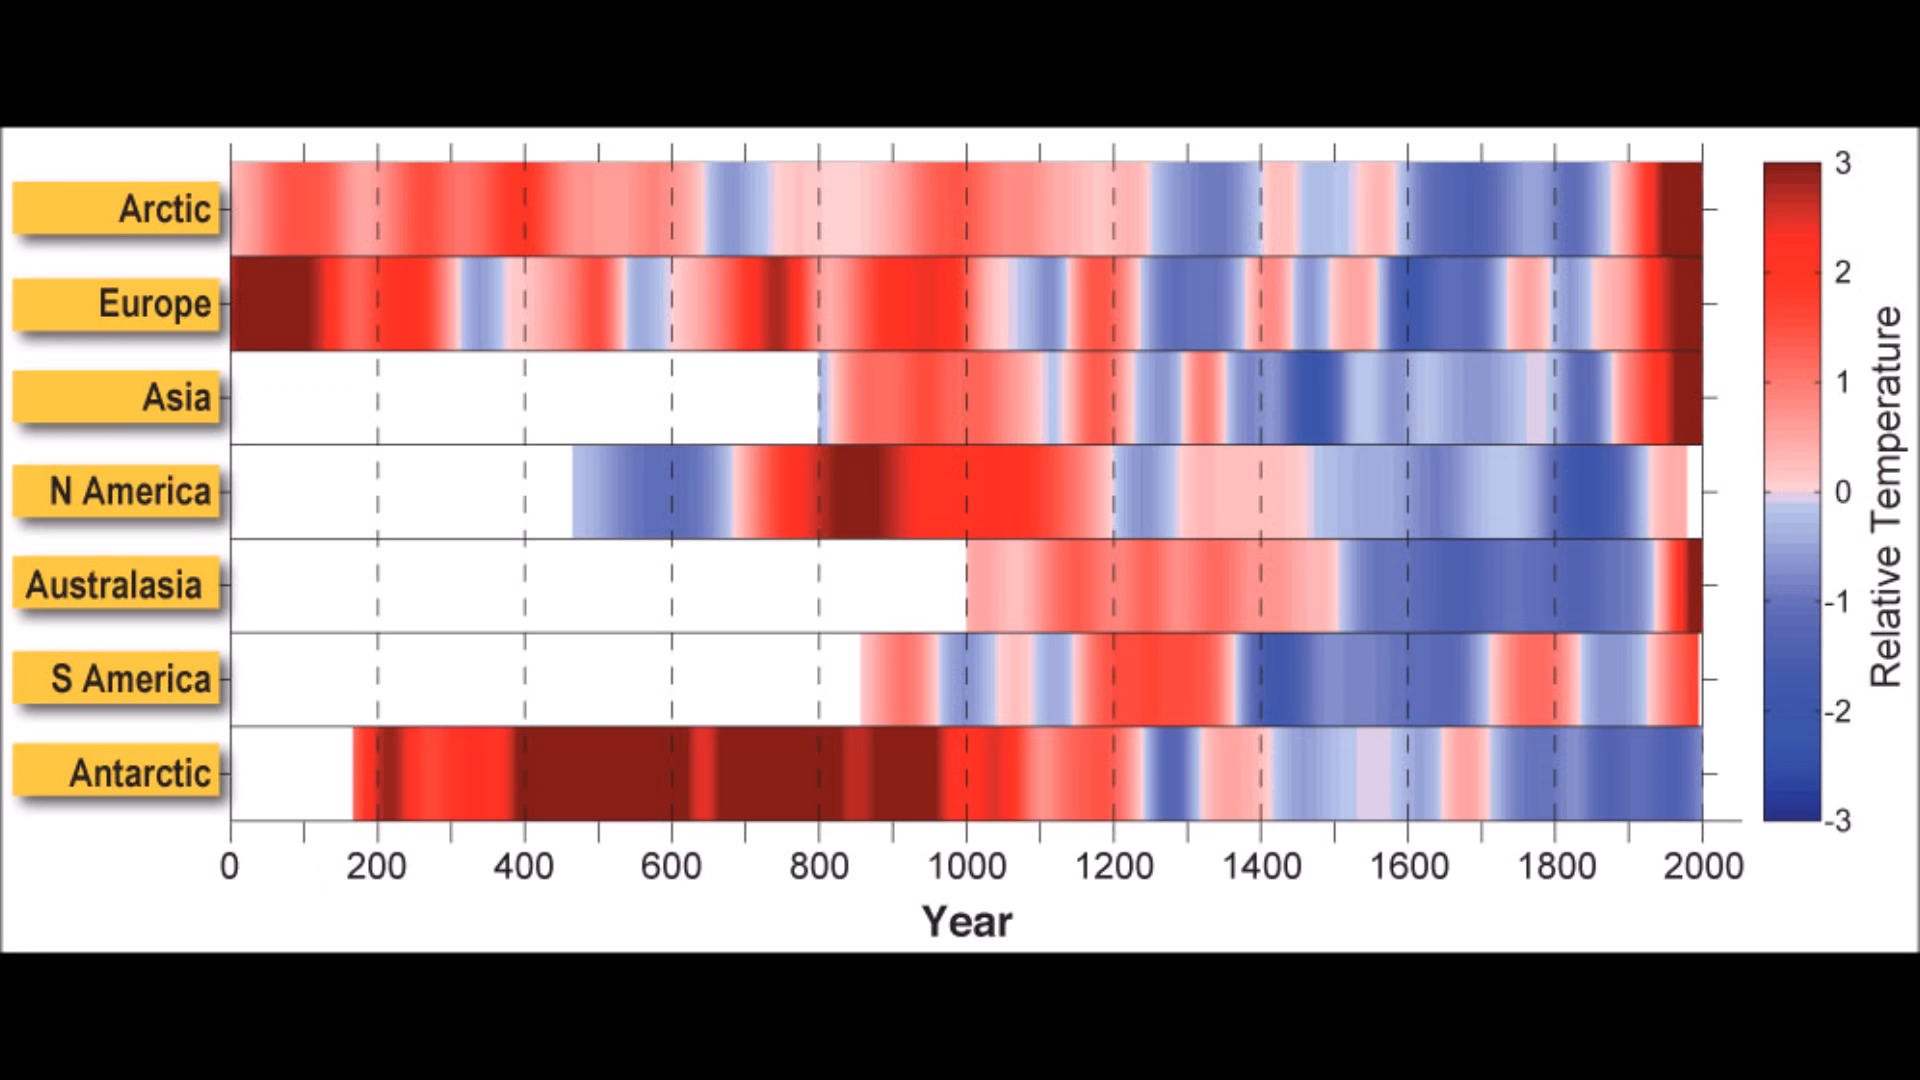 Arctic
Europe
Asia
N America
Australasia
S America
Antarctic
0 200 400 600 800 1000 1200 1400 1600 1800 2000
Year
3
2
1
0
-1
-2
-3
Relative Temperature